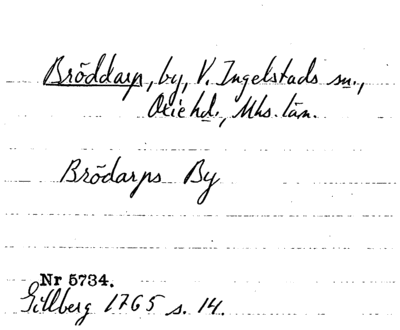 Bröddarp, by, V. Ingelstads sn.,
Oxie hd., Mhs. län.
Brödarps By
Nr 5734.
Gillberg 1765 s. 14.